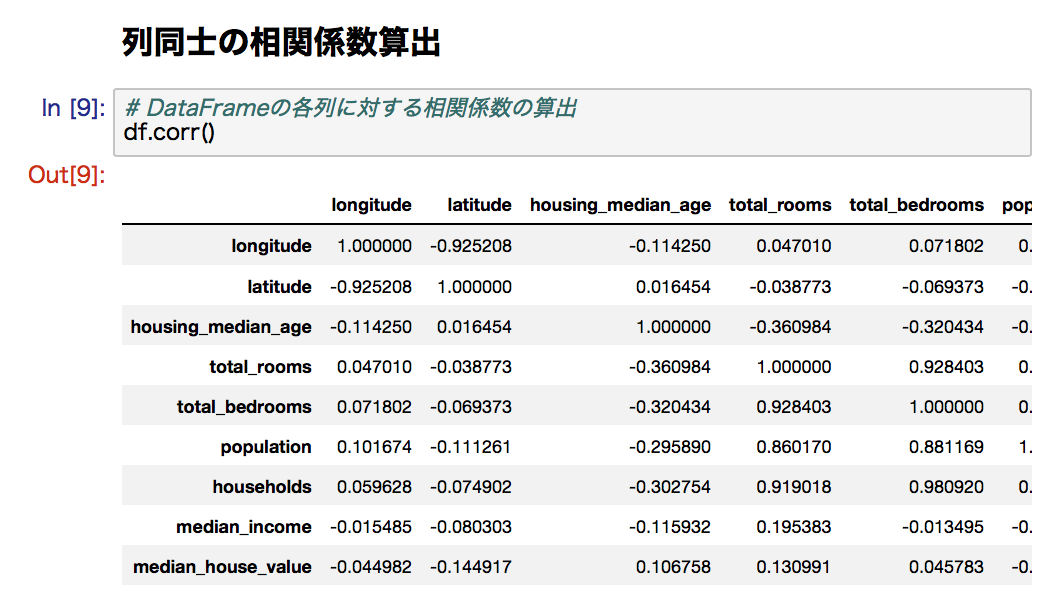 列同士の相関係数算出
In [9]: # DataFrameの各列に対する相関係数の算出
df.corr()
Out[9]:
longitude latitude housing_median_age total_rooms total_bedrooms pop
longitude 1.000000 -0.925208 -0.114250 0.047010 0.071802 0.
latitude -0.925208 1.000000 0.016454 -0.038773 -0.069373 -0.
housing_median_age -0.114250 0.016454 1.000000 -0.360984 -0.320434 -0.
total_rooms 0.047010 -0.038773 -0.360984 1.000000 0.928403 0.
total_bedrooms 0.071802 -0.069373 -0.320434 0.928403 1.000000 0.
population 0.101674 -0.111261 -0.295890 0.860170 0.881169 1.
households 0.059628 -0.074902 -0.302754 0.919018 0.980920 0.
median_income -0.015485 -0.080303 -0.115932 0.195383 -0.013495 -0.
median_house_value -0.044982 -0.144917 0.106758 0.130991 0.045783 -0.